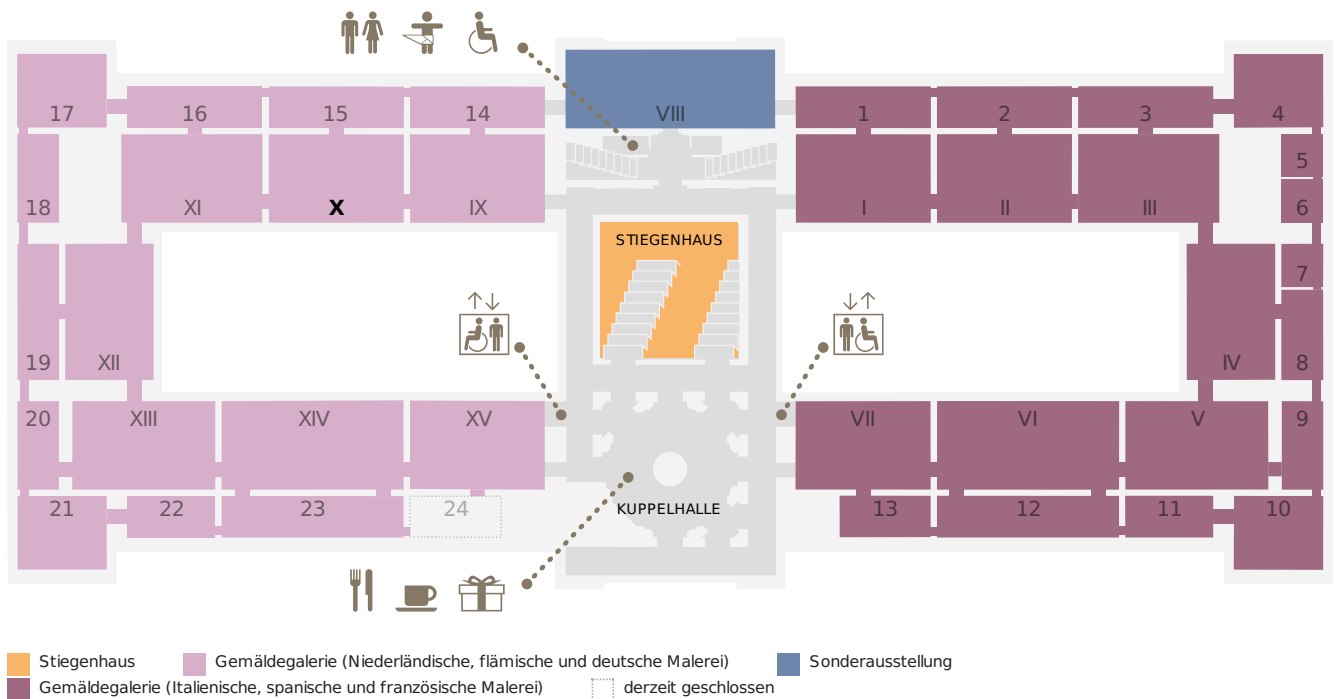 VIII
17
16
15
14
1
2
3
4
5
18
XI
X
IX
I
II
III
6
STIEGENHAUS
7
19
XII
IV
8
20
XIII
XIV
XV
VII
VI
V
9
21
22
23
24
KUPPELHALLE
13
12
11
10
Stiegenhaus
Gemäldegalerie (Niederländische, flämische und deutsche Malerei)
Sonderausstellung
Gemäldegalerie (Italienische, spanische und französische Malerei)
derzeit geschlossen